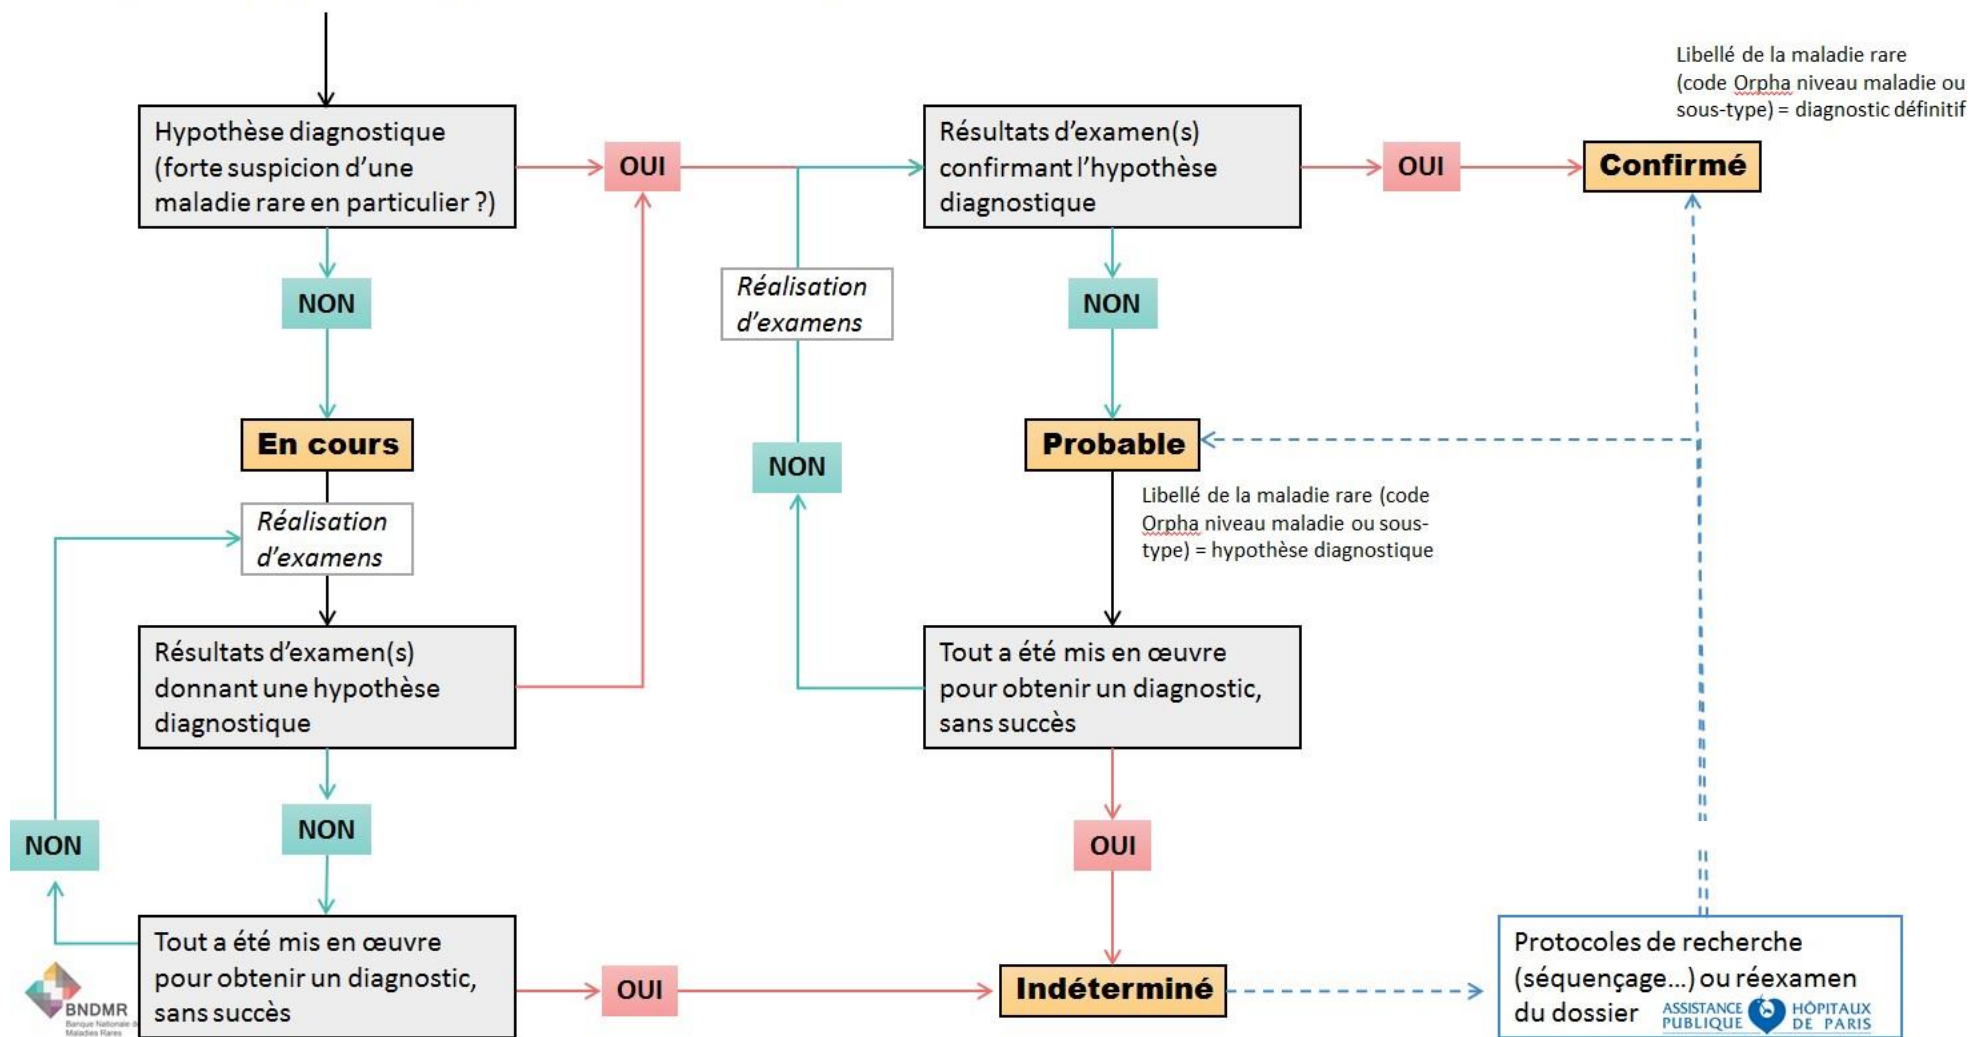 Libellé de la maladie rare
(code Orpha niveau maladie ou
sous-type) = diagnostic définitif
Hypothèse diagnostique
(forte suspicion d’une
maladie rare en particulier ?)
OUI
Résultats d’examen(s)
confirmant l’hypothèse
diagnostique
OUI
Confirmé
NON
Réalisation
d’examens
NON
En cours
NON
Probable
Réalisation
d’examens
Libellé de la maladie rare (code
Orpha niveau maladie ou sous-
type) = hypothèse diagnostique
Résultats d’examen(s)
donnant une hypothèse
diagnostique
Tout a été mis en œuvre
pour obtenir un diagnostic,
sans succès
NON
NON
OUI
Tout a été mis en œuvre
pour obtenir un diagnostic,
sans succès
OUI
Indéterminé
Protocoles de recherche
(séquençage...) ou réexamen
du dossier
ASSISTANCE
PUBLIQUE
HÔPITAUX
DE PARIS
BNDMR
Banque Nationale
Maladies Rares